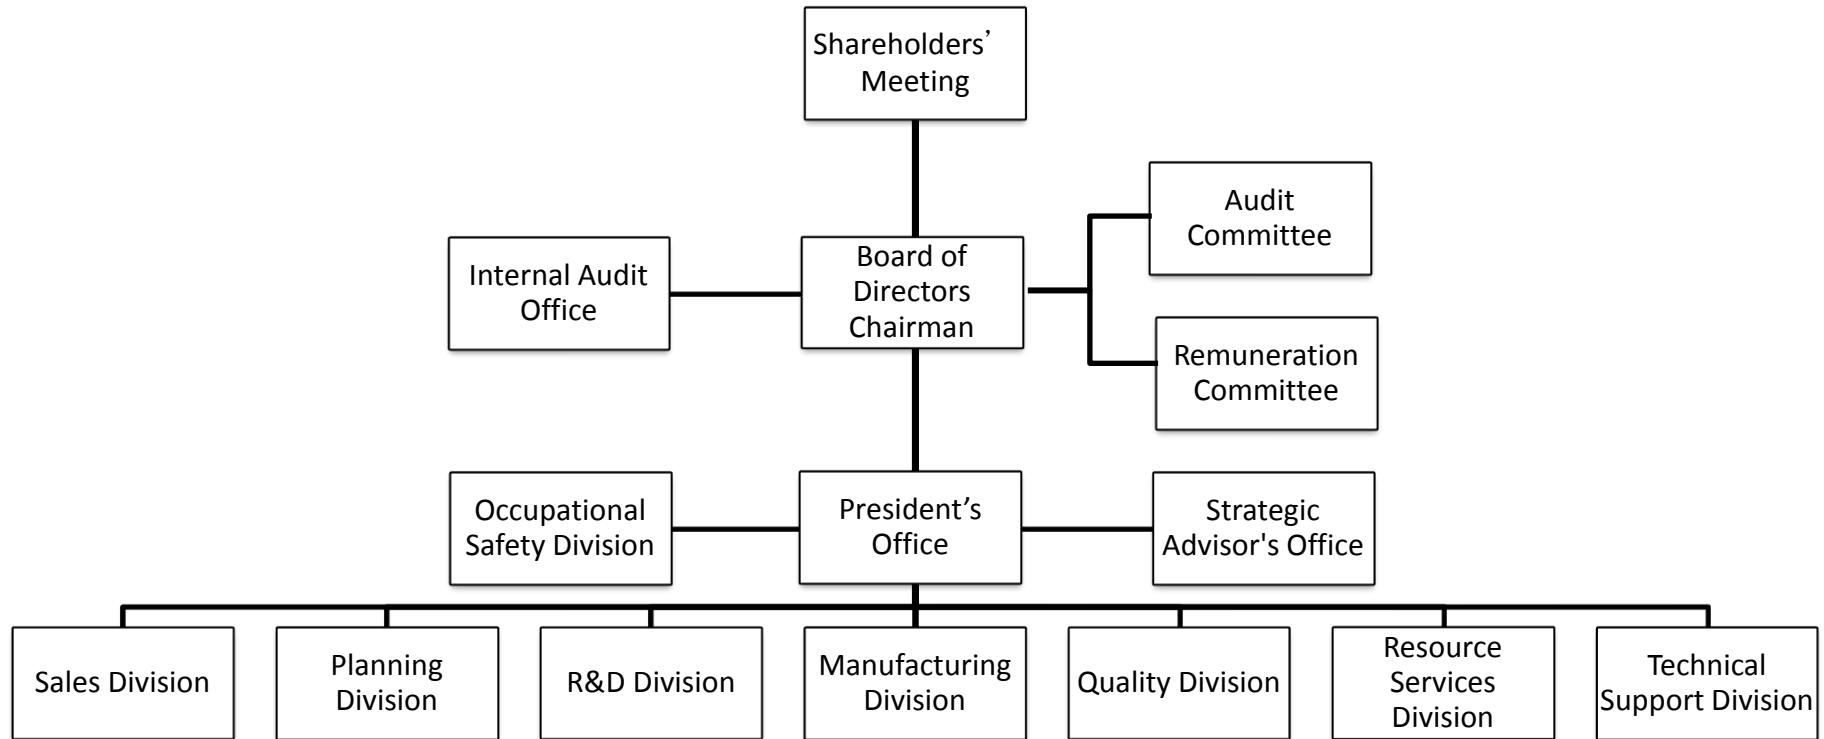 Shareholders’
Meeting
Audit
Committee
Internal Audit
Office
Board of
Directors
Chairman
Remuneration
Committee
Occupational
Safety Division
President’s
Office
Strategic
Advisor's Office
Sales Division
Planning
Division
R&D Division
Manufacturing
Division
Quality Division
Resource
Services
Division
Technical
Support Division